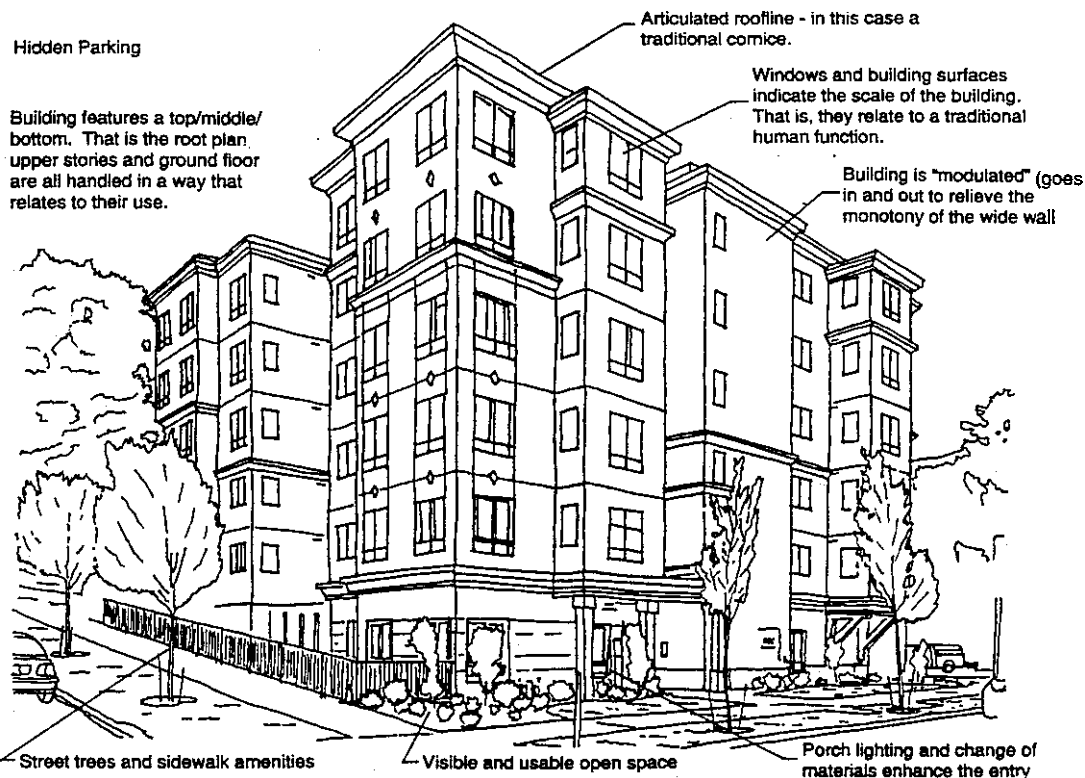 Hidden Parking
Building features a top/middle/
bottom. That is the root plan
upper stories and ground floor
are all handled in a way that
relates to their use.
Articulated roofline - in this case a
traditional cornice.
Windows and building surfaces
indicate the scale of the building.
That is, they relate to a traditional
human function.
Building is "modulated" (goes
in and out to relieve the
monotony of the wide wall
Street trees and sidewalk amenities
Visible and usable open space
Porch lighting and change of
materials enhance the entry